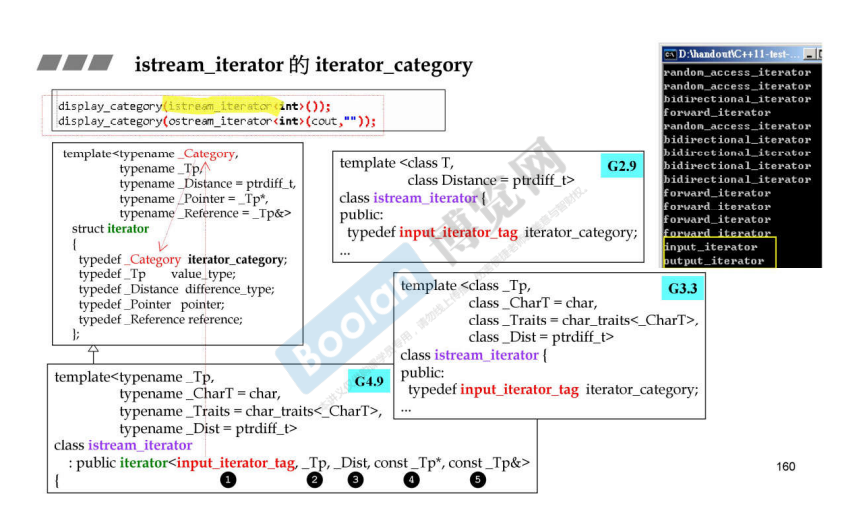 istream_iterator 的 iterator_category
display_category(istream_iterator<int>());
display_category(ostream_iterator<int>(cout,""));
template<typename _Category,
typename _Tp,
typename _Distance = ptrdiff_t,
typename _Pointer = _Tp*,
typename _Reference = _Tp&>
struct iterator
{
typedef _Category iterator_category;
typedef _Tp value_type;
typedef _Distance difference_type;
typedef _Pointer pointer;
typedef _Reference reference;
};
template <class T,
class Distance = ptrdiff_t>
class istream_iterator {
public:
typedef input_iterator_tag iterator_category;
...
G2.9
template <class _Tp,
class _CharT = char,
class _Traits = char_traits<_CharT>,
class _Dist = ptrdiff_t>
class istream_iterator {
public:
typedef input_iterator_tag iterator_category;
...
G3.3
template<typename _Tp,
typename _CharT = char,
typename _Traits = char_traits<_CharT>,
typename _Dist = ptrdiff_t>
class istream_iterator
: public iterator<input_iterator_tag, _Tp, _Dist, const _Tp*, const _Tp&>
{
G4.9
1 2 3 4 5
D:\handout\C++11-test-...
random_access_iterator
random_access_iterator
bidirectional_iterator
forward_iterator
random_access_iterator
bidirectional_iterator
bidirectional_iterator
bidirectional_iterator
bidirectional_iterator
forward_iterator
forward_iterator
forward_iterator
forward_iterator
input_iterator
output_iterator
Boolan 博览网
160